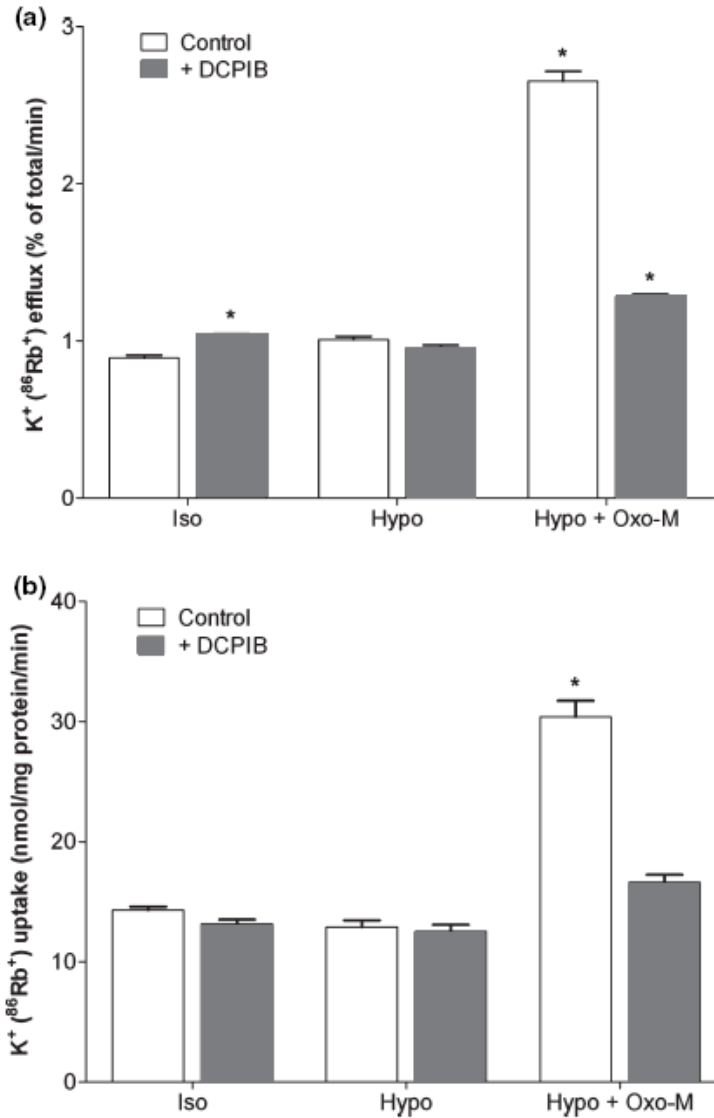 (a)
3
2
1
0
K⁺ (⁸⁶Rb⁺) efflux (% of total/min)
Control
+ DCPIB
*
*
*
Iso
Hypo
Hypo + Oxo-M
(b)
40
30
20
10
0
K⁺ (⁸⁶Rb⁺) uptake (nmol/mg protein/min)
Control
+ DCPIB
*
Iso
Hypo
Hypo + Oxo-M